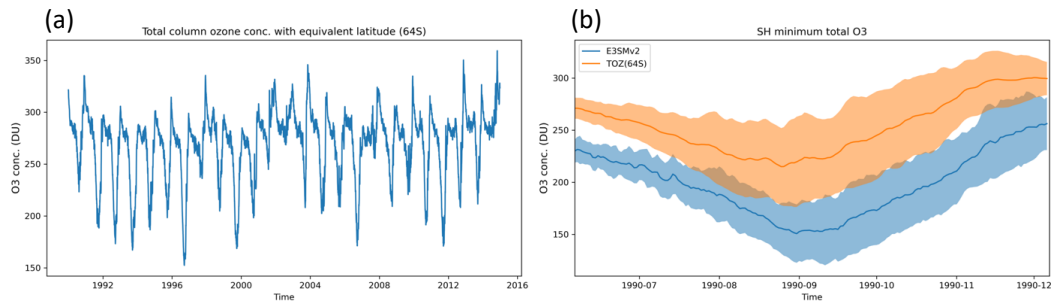 (a)
Total column ozone conc. with equivalent latitude (64S)
O3 conc. (DU)
350
300
250
200
150
1992
1996
2000
2004
2008
2012
2016
Time
(b)
SH minimum total O3
E3SMv2
TOZ(64S)
O3 conc. (DU)
300
250
200
150
1990-07
1990-08
1990-09
1990-10
1990-11
1990-12
Time